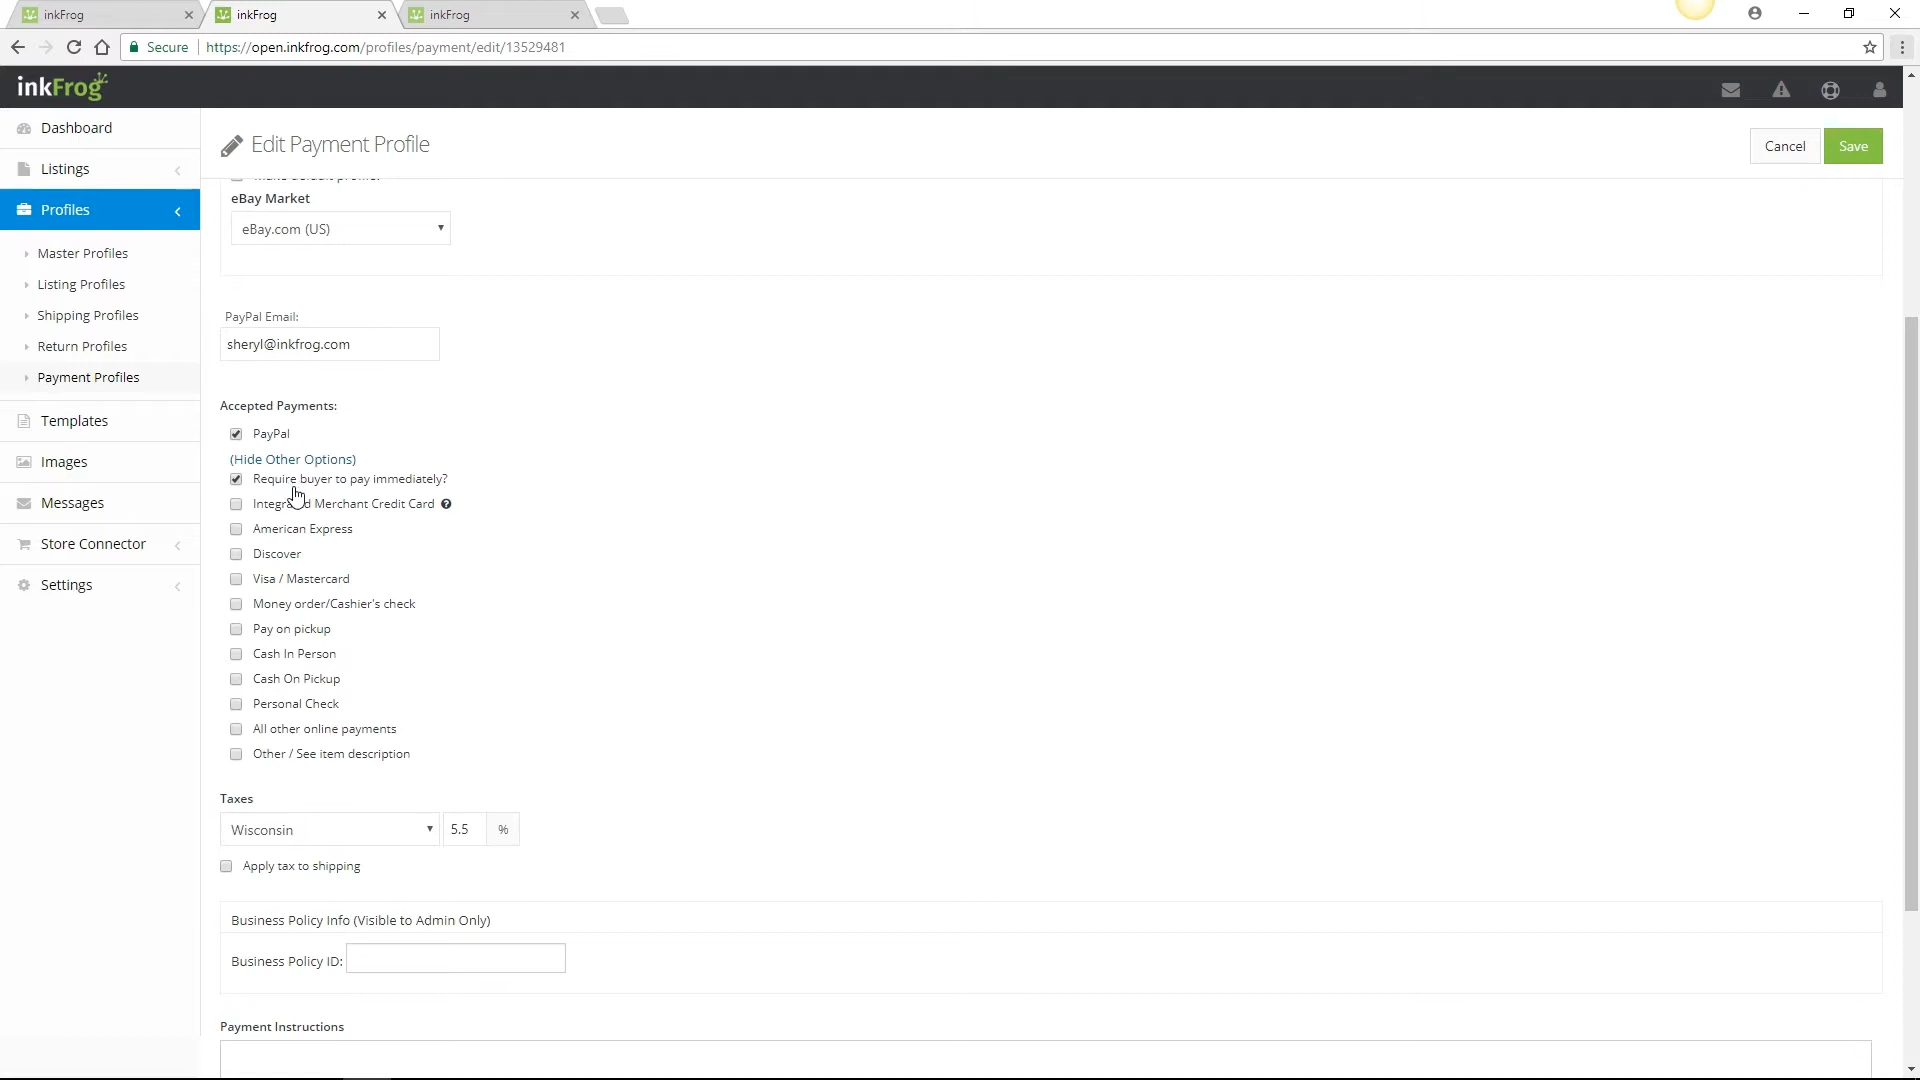 inkFrog
inkFrog
inkFrog
Secure
https://open.inkfrog.com/profiles/payment/edit/13529481
inkFrog
Dashboard
Listings
Profiles
Master Profiles
Listing Profiles
Shipping Profiles
Return Profiles
Payment Profiles
Templates
Images
Messages
Store Connector
Settings
Edit Payment Profile
Cancel
Save
eBay Market
eBay.com (US)
PayPal Email:
sheryl@inkfrog.com
Accepted Payments:
PayPal
(Hide Other Options)
Require buyer to pay immediately?
Merchant Credit Card
American Express
Discover
Visa / Mastercard
Money order/Cashier's check
Pay on pickup
Cash In Person
Cash On Pickup
Personal Check
All other online payments
Other / See item description
Taxes
Wisconsin
5.5
%
Apply tax to shipping
Business Policy Info (Visible to Admin Only)
Business Policy ID:
Payment Instructions